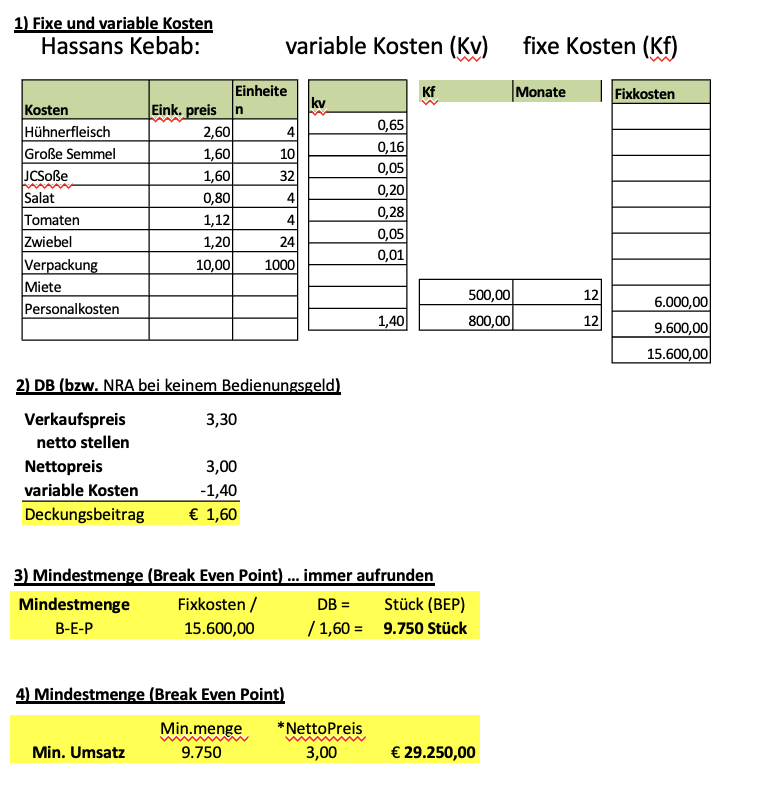 1) Fixe und variable Kosten
Hassans Kebab: variable Kosten (Kv) fixe Kosten (Kf)
Kosten Eink. preis Einheiten kv Kf Monate Fixkosten
Hühnerfleisch 2,60 4 0,65
Große Semmel 1,60 10 0,16
JCSoße 1,60 32 0,05
Salat 0,80 4 0,20
Tomaten 1,12 4 0,28
Zwiebel 1,20 24 0,05
Verpackung 10,00 1000 0,01
Miete 500,00 12 6.000,00
Personalkosten 800,00 12 9.600,00
1,40 15.600,00
2) DB (bzw. NRA bei keinem Bedienungsgeld)
Verkaufspreis 3,30
netto stellen
Nettopreis 3,00
variable Kosten -1,40
Deckungsbeitrag € 1,60
3) Mindestmenge (Break Even Point) ... immer aufrunden
Mindestmenge Fixkosten / DB = Stück (BEP)
B-E-P 15.600,00 / 1,60 = 9.750 Stück
4) Mindestmenge (Break Even Point)
Min.menge *NettoPreis
Min. Umsatz 9.750 3,00 € 29.250,00